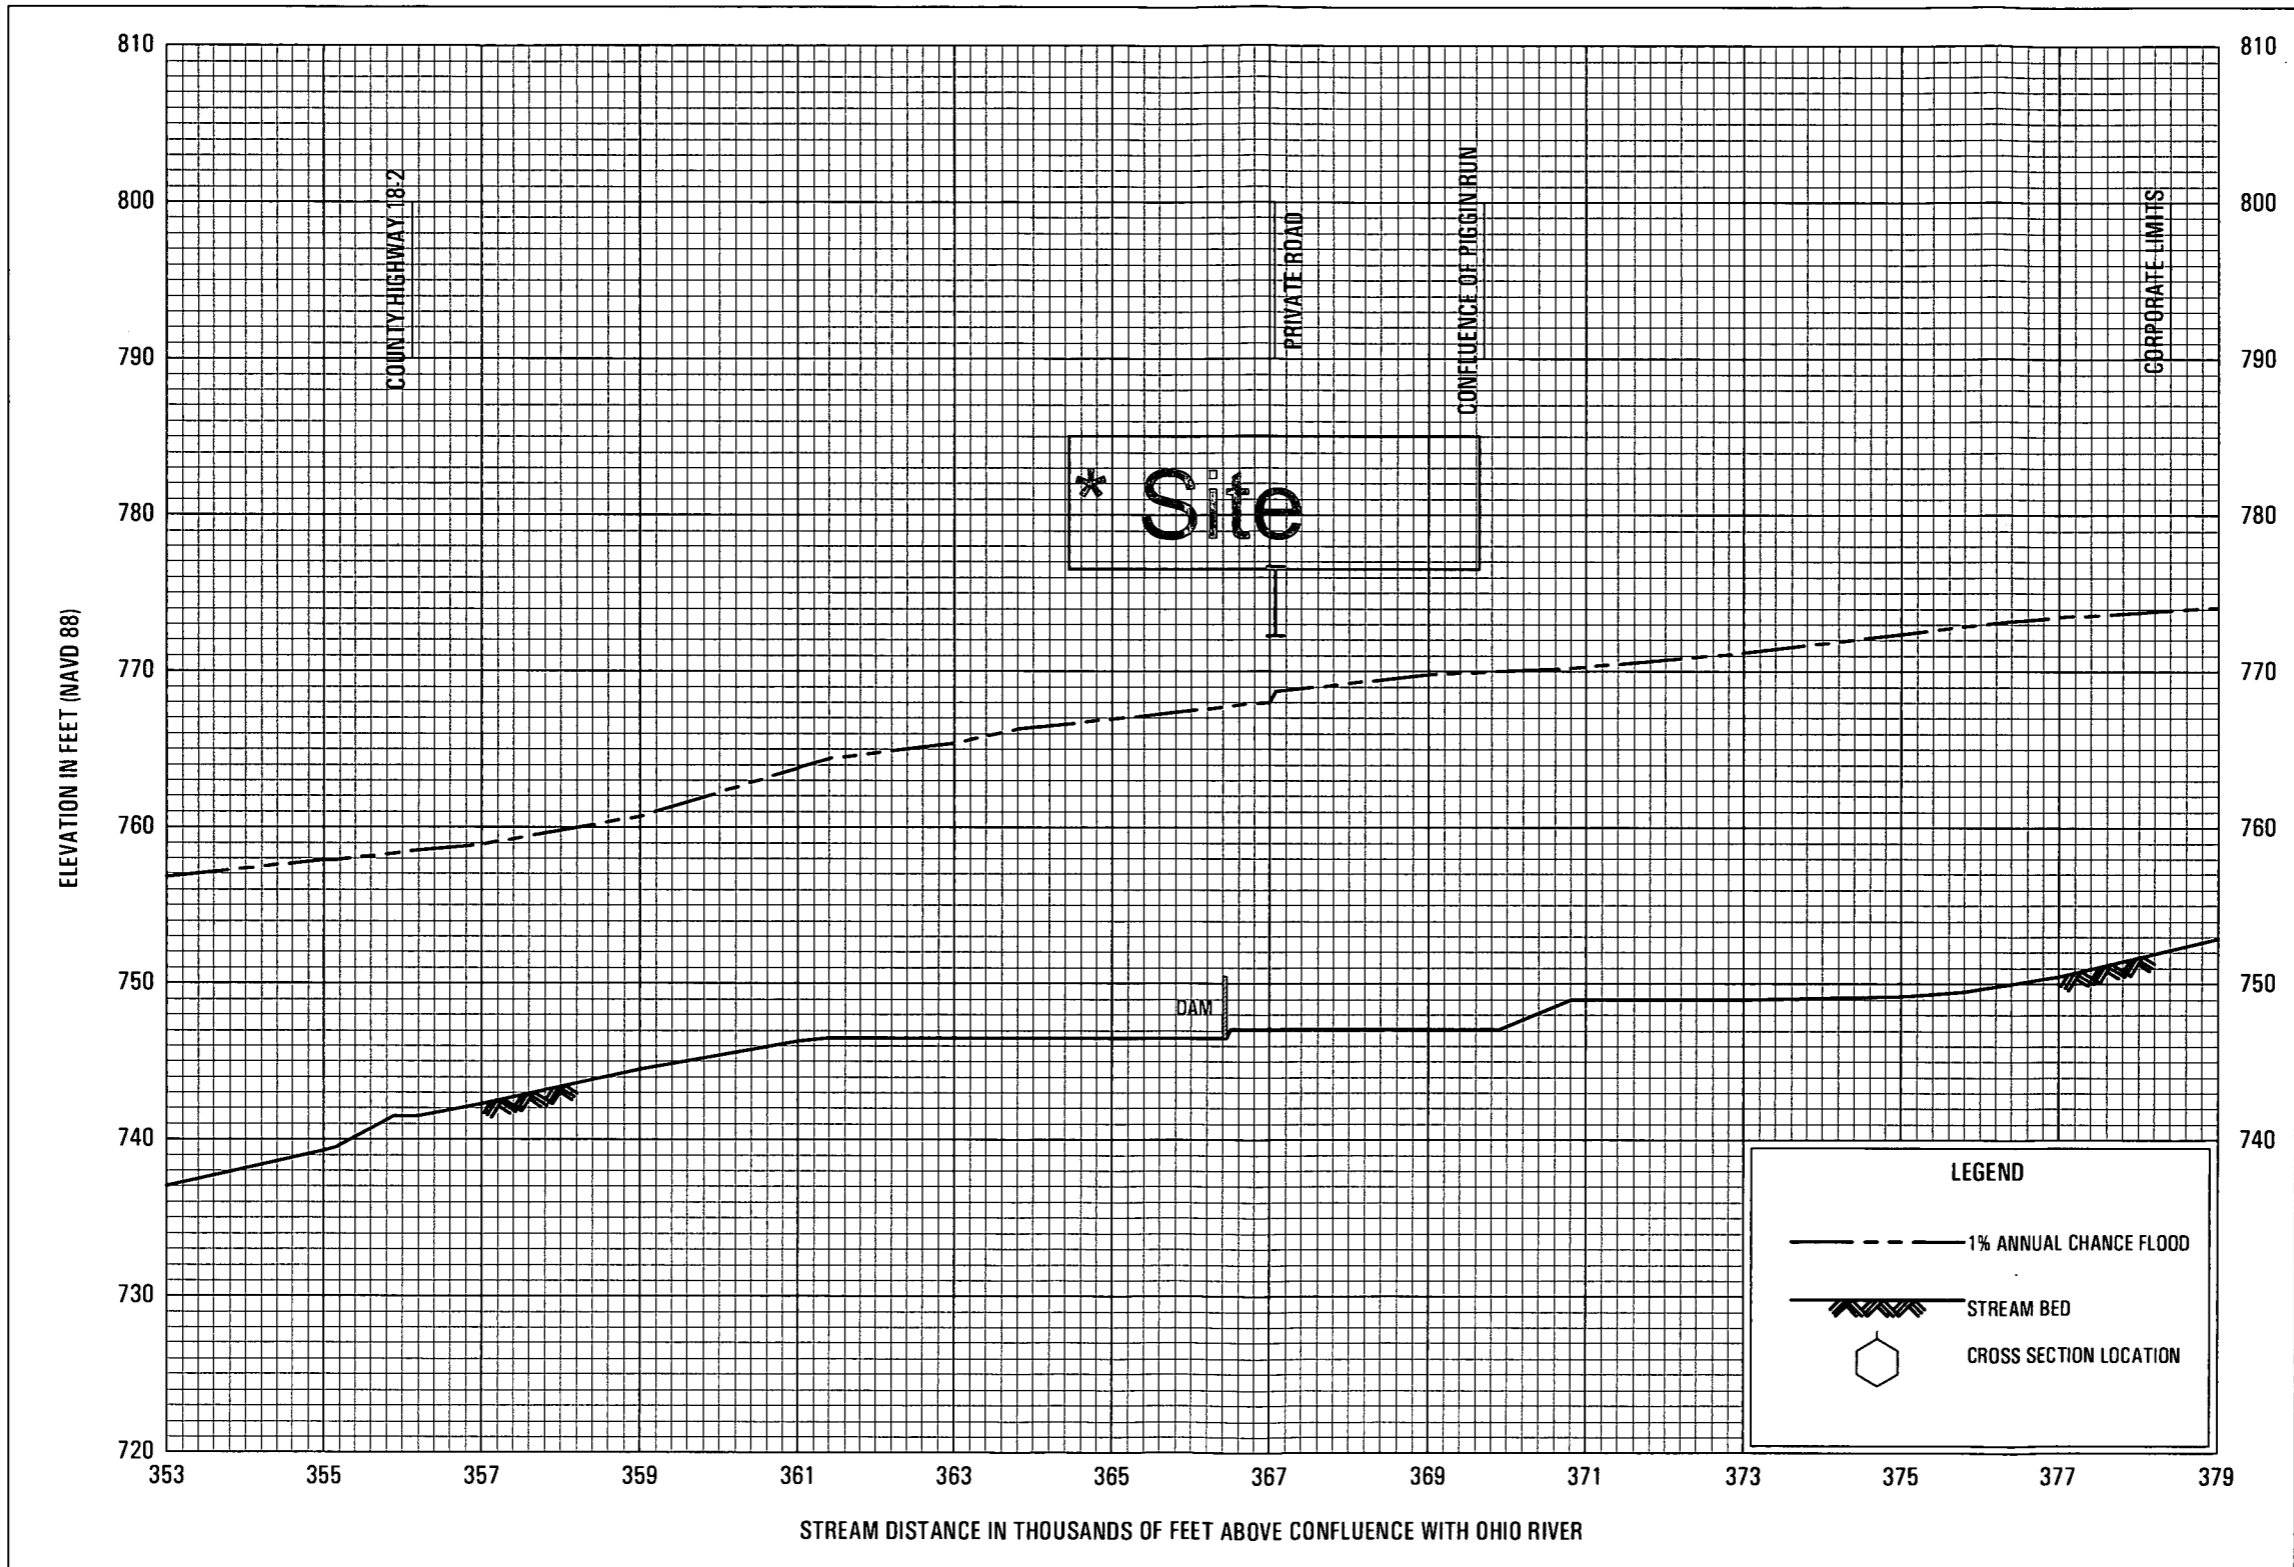 810
800
790
780
770
760
750
740
730
720
ELEVATION IN FEET (NAVD 88)
COUNTY HIGHWAY 18-2
PRIVATE ROAD
CONFLUENCE OF PIGGIN RUN
CORPORATE LIMITS
* Site
DAM
810
800
790
780
770
760
750
740
LEGEND
1% ANNUAL CHANCE FLOOD
STREAM BED
CROSS SECTION LOCATION
353 355 357 359 361 363 365 367 369 371 373 375 377 379
STREAM DISTANCE IN THOUSANDS OF FEET ABOVE CONFLUENCE WITH OHIO RIVER